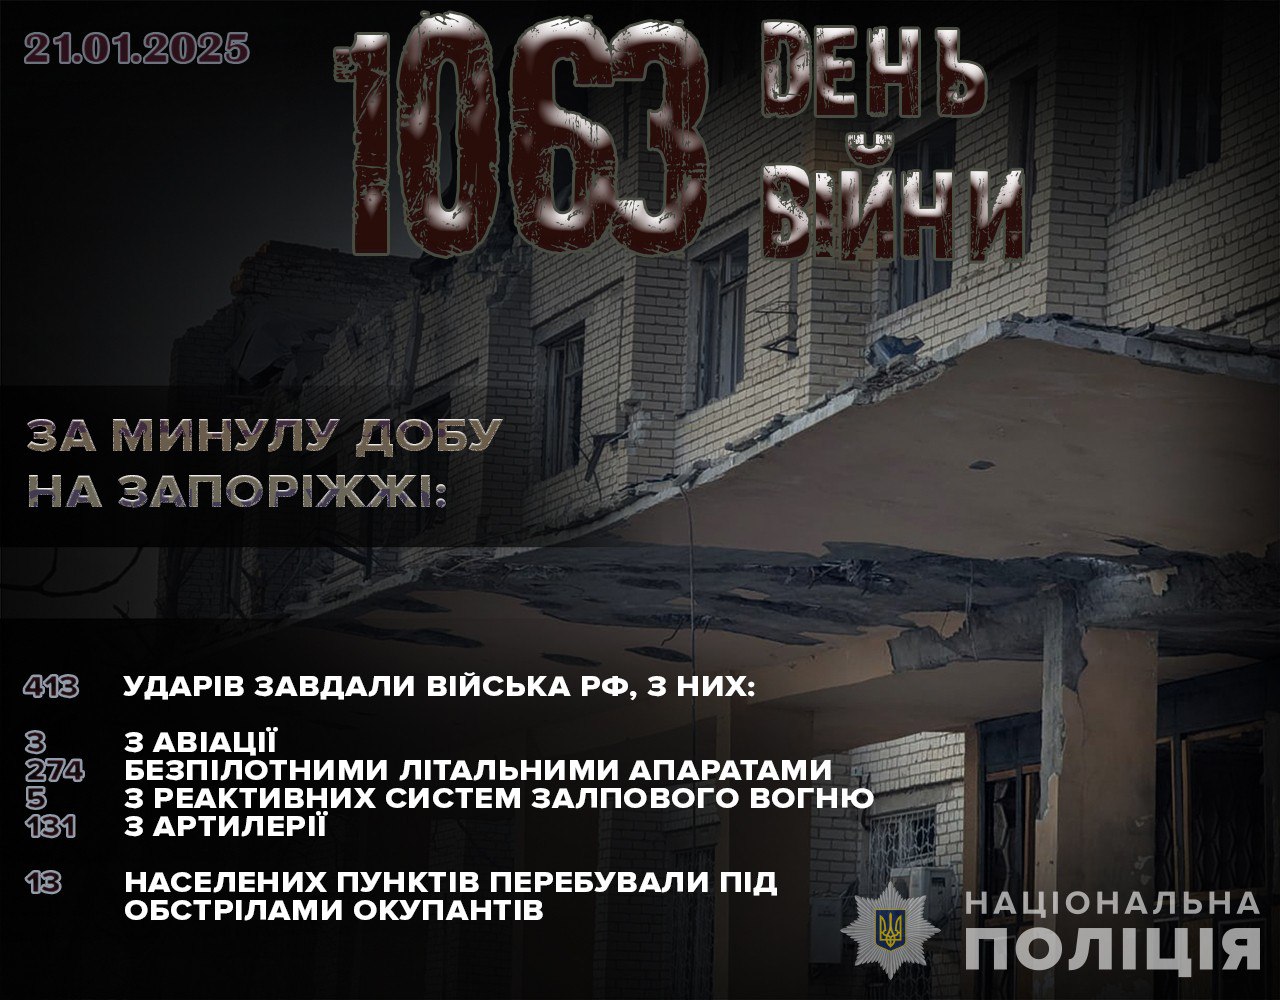 21.01.2025
1063
ДЕНЬ
ВІЙНИ
ЗА МИНУЛУ ДОБУ
НА ЗАПОРІЖЖІ:
413 УДАРІВ ЗАВДАЛИ ВІЙСЬКА РФ, З НИХ:
3 З АВІАЦІЇ
274 БЕЗПІЛОТНИМИ ЛІТАЛЬНИМИ АПАРАТАМИ
5 З РЕАКТИВНИХ СИСТЕМ ЗАЛПОВОГО ВОГНЮ
131 З АРТИЛЕРІЇ
13 НАСЕЛЕНИХ ПУНКТІВ ПЕРЕБУВАЛИ ПІД
ОБСТРІЛАМИ ОКУПАНТІВ
НАЦІОНАЛЬНА
ПОЛІЦІЯ